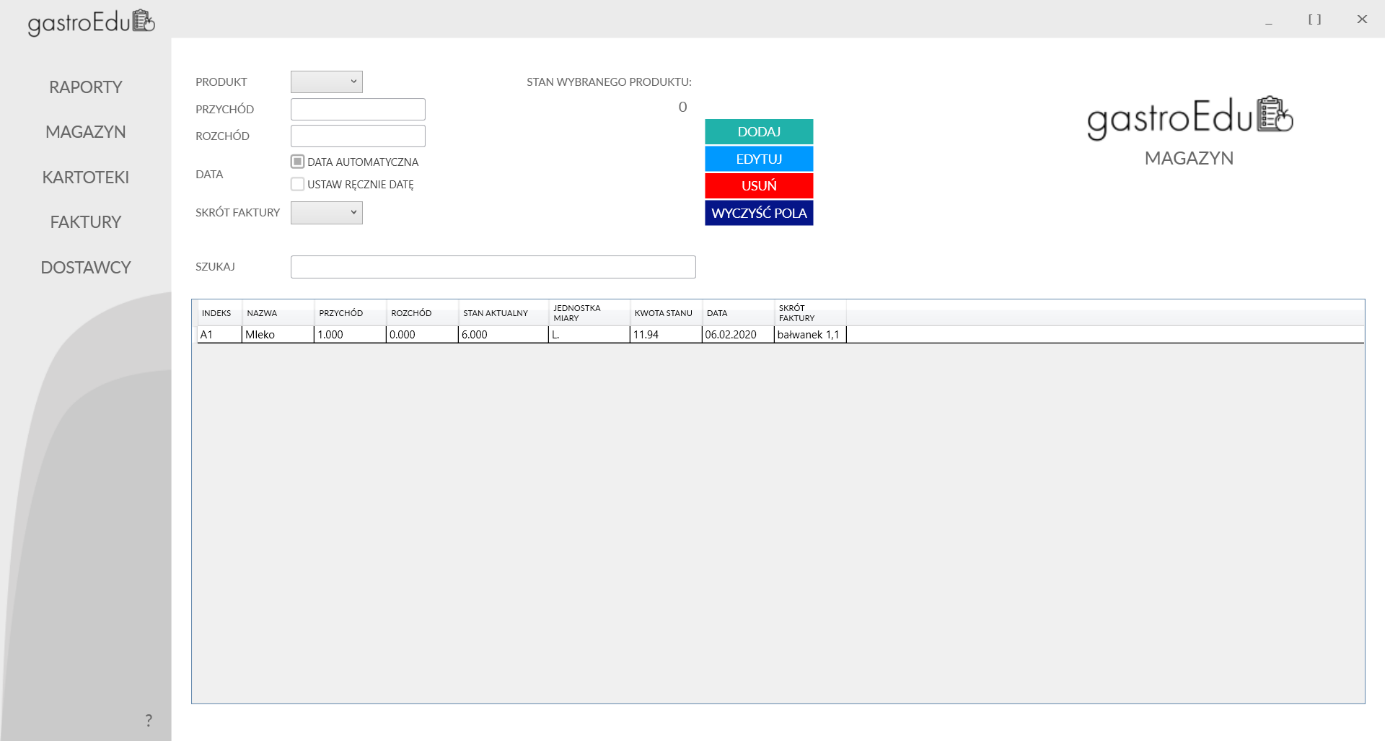 gastroEdu
_ [ ] ×
RAPORTY
MAGAZYN
KARTOTEKI
FAKTURY
DOSTAWCY
?
PRODUKT
PRZYCHÓD
ROZCHÓD
DATA
DATA AUTOMATYCZNA
USTAW RĘCZNIE DATĘ
SKRÓT FAKTURY
STAN WYBRANEGO PRODUKTU:
0
DODAJ
EDYTUJ
USUŃ
WYCZYŚĆ POLA
gastroEdu
MAGAZYN
SZUKAJ
INDEKS NAZWA PRZYCHÓD ROZCHÓD STAN AKTUALNY JEDNOSTKA MIARY KWOTA STANU DATA SKRÓT FAKTURY
A1 Mleko 1.000 0.000 6.000 L. 11.94 06.02.2020 bałwanek 1,1